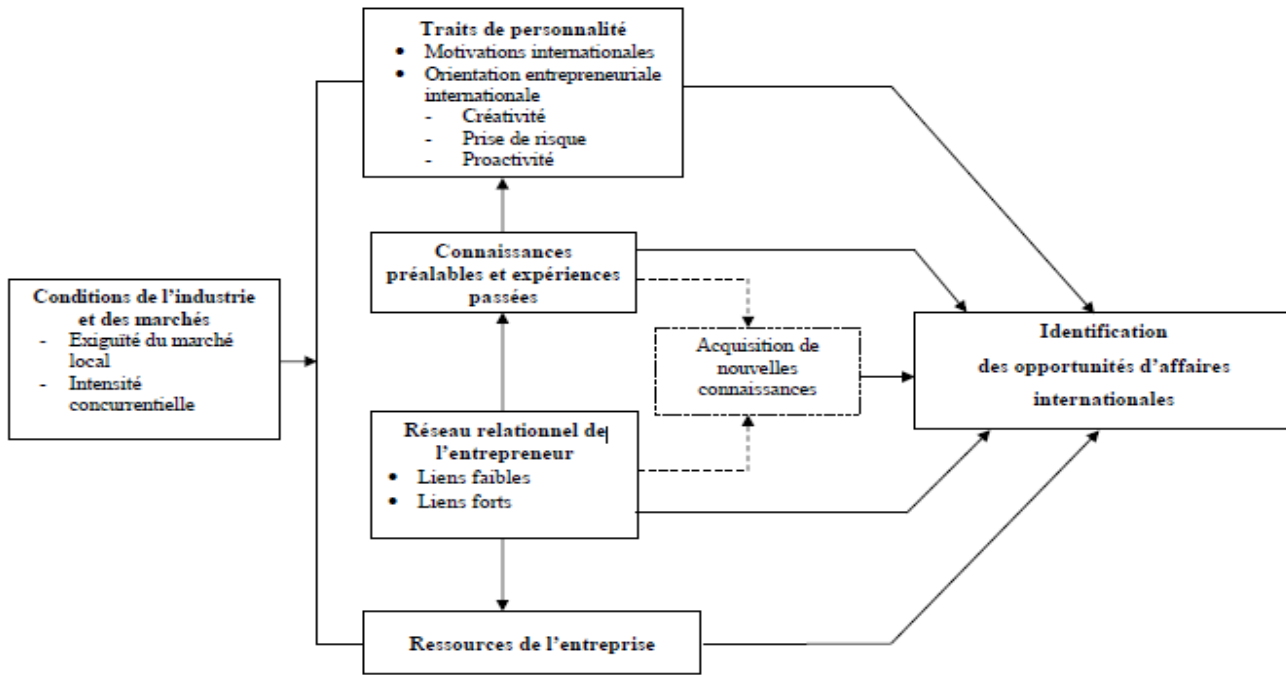 Traits de personnalité
• Motivations internationales
• Orientation entrepreneuriale
internationale
- Créativité
- Prise de risque
- Proactivité
Connaissances
préalables et expériences
passées
Conditions de l'industrie
et des marchés
- Exiguïté du marché
local
- Intensité
concurrentielle
Acquisition de
nouvelles
connaissances
Identification
des opportunités d'affaires
internationales
Réseau relationnel de
l'entrepreneur
• Liens faibles
• Liens forts
Ressources de l'entreprise